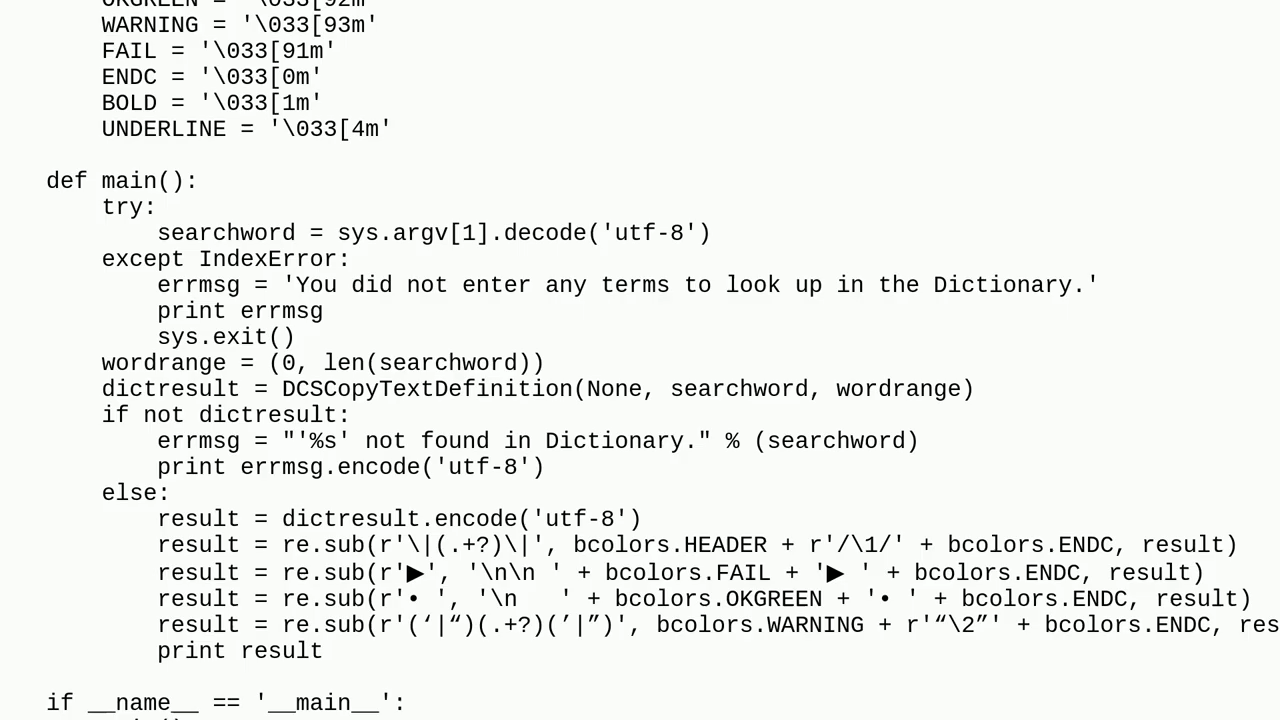 OKGREEN = '\033[92m'
WARNING = '\033[93m'
FAIL = '\033[91m'
ENDC = '\033[0m'
BOLD = '\033[1m'
UNDERLINE = '\033[4m'
def main():
try:
searchword = sys.argv[1].decode('utf-8')
except IndexError:
errmsg = 'You did not enter any terms to look up in the Dictionary.'
print errmsg
sys.exit()
wordrange = (0, len(searchword))
dictresult = DCSCopyTextDefinition(None, searchword, wordrange)
if not dictresult:
errmsg = "'%s' not found in Dictionary." % (searchword)
print errmsg.encode('utf-8')
else:
result = dictresult.encode('utf-8')
result = re.sub(r'\|(.+?)\|', bcolors.HEADER + r'/\1/' + bcolors.ENDC, result)
result = re.sub(r'▶', '\n\n ' + bcolors.FAIL + '▶ ' + bcolors.ENDC, result)
result = re.sub(r'• ', '\n   ' + bcolors.OKGREEN + '• ' + bcolors.ENDC, result)
result = re.sub(r'(‘|“)(.+?)(’|”)', bcolors.WARNING + r'“\2”' + bcolors.ENDC, res
print result
if __name__ == '__main__':